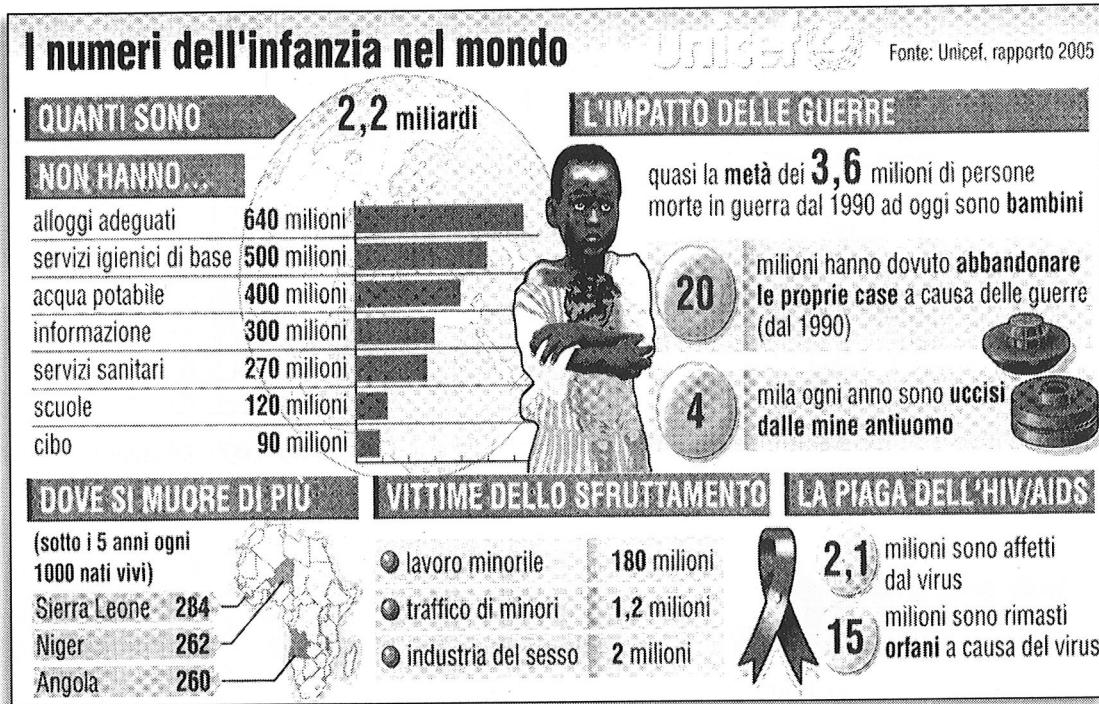 I numeri dell'infanzia nel mondo
unicef
Fonte: Unicef, rapporto 2005
QUANTI SONO
2,2 miliardi
NON HANNO...
alloggi adeguati 640 milioni
servizi igienici di base 500 milioni
acqua potabile 400 milioni
informazione 300 milioni
servizi sanitari 270 milioni
scuole 120 milioni
cibo 90 milioni
L'IMPATTO DELLE GUERRE
quasi la metà dei 3,6 milioni di persone
morte in guerra dal 1990 ad oggi sono bambini
20
milioni hanno dovuto abbandonare
le proprie case a causa delle guerre
(dal 1990)
4
mila ogni anno sono uccisi
dalle mine antiuomo
DOVE SI MUORE DI PIÙ
(sotto i 5 anni ogni
1000 nati vivi)
Sierra Leone 284
Niger 262
Angola 260
VITTIME DELLO SFRUTTAMENTO
lavoro minorile 180 milioni
traffico di minori 1,2 milioni
industria del sesso 2 milioni
LA PIAGA DELL'HIV/AIDS
2,1 milioni sono affetti
dal virus
15 milioni sono rimasti
orfani a causa del virus